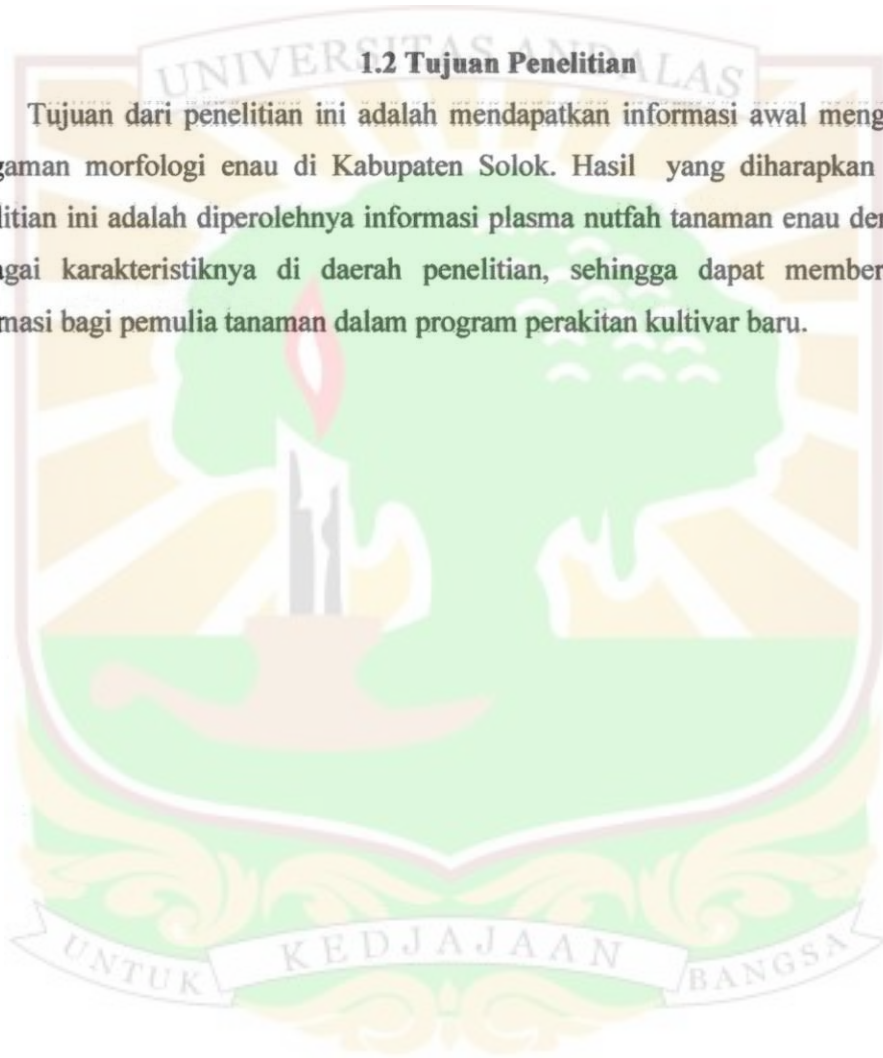 UNIVERSITAS ANDALAS
1.2 Tujuan Penelitian
Tujuan dari penelitian ini adalah mendapatkan informasi awal meng
gaman morfologi enau di Kabupaten Solok. Hasil yang diharapkan
litian ini adalah diperolehnya informasi plasma nutfah tanaman enau den
agai karakteristiknya di daerah penelitian, sehingga dapat member
masi bagi pemulia tanaman dalam program perakitan kultivar baru.
UNTUK KEDJAJAAN BANGSA